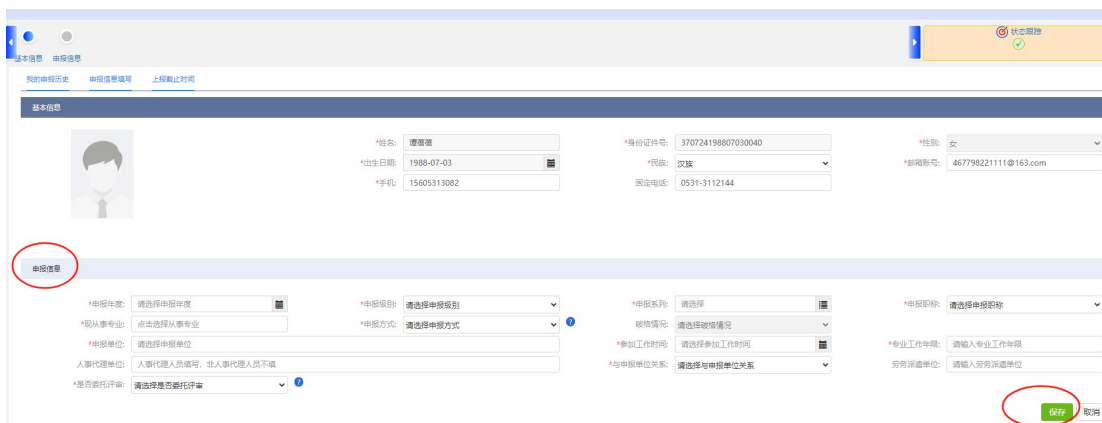 状态跟踪
基本信息 申报信息
我的申报历史 申报信息填写 上报截止时间
基本信息
*姓名: 谭蓓蓓 *身份证件号: 370724198807030040 *性别: 女
*出生日期: 1988-07-03 *民族: 汉族 *邮箱账号: 467798221111@163.com
*手机: 15605313082 固定电话: 0531-3112144
申报信息
*申报年度: 请选择申报年度 *申报级别: 请选择申报级别 *申报系列: 请选择 *申报职称: 请选择申报职称
*现从事专业: 点击选择从事专业 *申报方式: 请选择申报方式 ? 破格情况: 请选择破格情况
*申报单位: 请选择申报单位 *参加工作时间: 请选择参加工作时间 *专业工作年限: 请输入专业工作年限
人事代理单位: 人事代理人员填写，非人事代理人员不填 *与申报单位关系: 请选择与申报单位关系 劳务派遣单位: 请输入劳务派遣单位
*是否委托评审: 请选择是否委托评审 ?
保存 取消